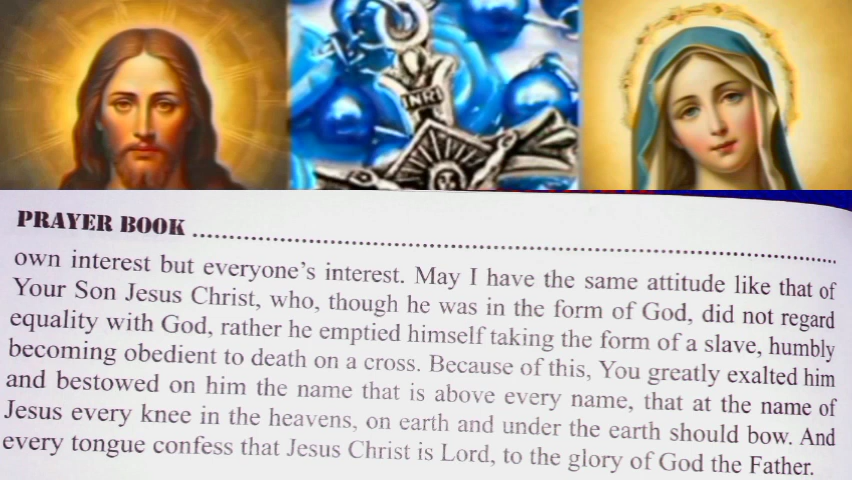 INRI
PRAYER BOOK
own interest but everyone's interest. May I have the same attitude like that of
Your Son Jesus Christ, who, though he was in the form of God, did not regard
equality with God, rather he emptied himself taking the form of a slave, humbly
becoming obedient to death on a cross. Because of this, You greatly exalted him
and bestowed on him the name that is above every name, that at the name of
Jesus every knee in the heavens, on earth and under the earth should bow. And
every tongue confess that Jesus Christ is Lord, to the glory of God the Father.